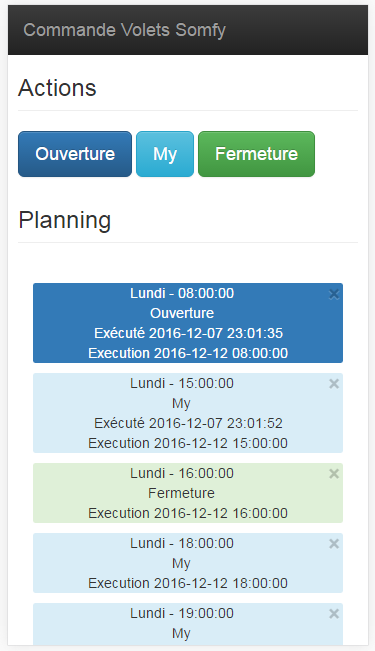 Commande Volets Somfy
Actions
Ouverture My Fermeture
Planning
Lundi - 08:00:00
Ouverture
Exécuté 2016-12-07 23:01:35
Execution 2016-12-12 08:00:00
Lundi - 15:00:00
My
Exécuté 2016-12-07 23:01:52
Execution 2016-12-12 15:00:00
Lundi - 16:00:00
Fermeture
Execution 2016-12-12 16:00:00
Lundi - 18:00:00
My
Execution 2016-12-12 18:00:00
Lundi - 19:00:00
My